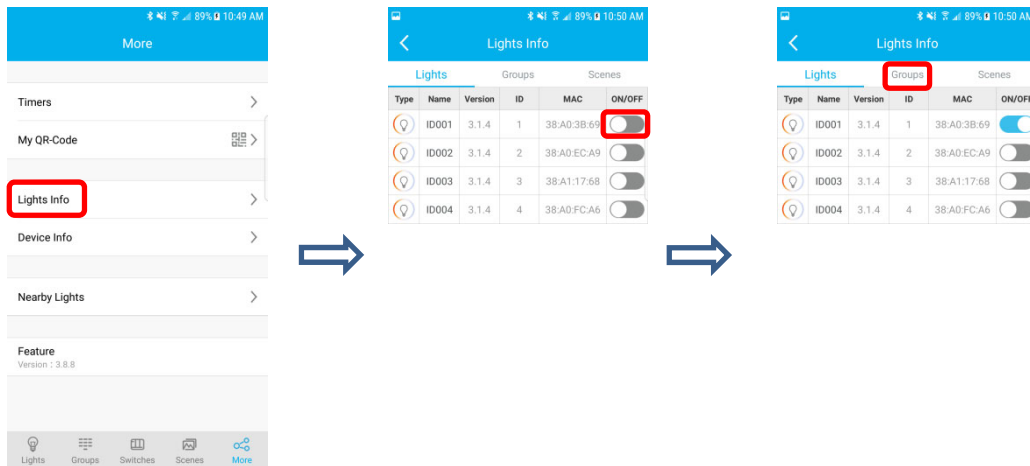 89% 10:49 AM
More
Timers
My QR-Code
Lights Info
Device Info
Nearby Lights
Feature
Version : 3.8.8
Lights Groups Switches Scenes More
89% 10:50 AM
Lights Info
Lights Groups Scenes
Type Name Version ID MAC ON/OFF
ID001 3.1.4 1 38:A0:3B:69
ID002 3.1.4 2 38:A0:EC:A9
ID003 3.1.4 3 38:A1:17:68
ID004 3.1.4 4 38:A0:FC:A6
89% 10:50 AM
Lights Info
Lights Groups Scenes
Type Name Version ID MAC ON/OFF
ID001 3.1.4 1 38:A0:3B:69
ID002 3.1.4 2 38:A0:EC:A9
ID003 3.1.4 3 38:A1:17:68
ID004 3.1.4 4 38:A0:FC:A6